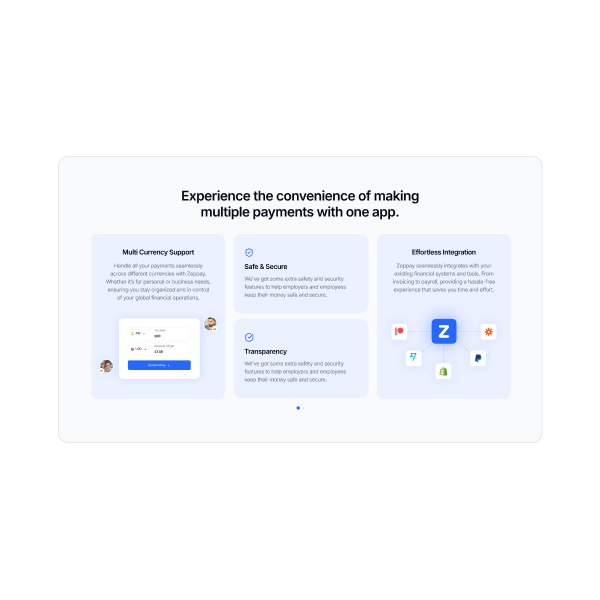 Experience the convenience of making
multiple payments with one app.
Multi Currency Support
Handle all your payments seamlessly
across different currencies with Zeppay.
Whether it's for personal or business needs,
ensuring you stay organized and in control
of your global financial operations.
Safe & Secure
We've got some extra safety and security
features to help employers and employees
keep their money safe and secure.
Transparency
We've got some extra safety and security
features to help employers and employees
keep their money safe and secure.
Effortless Integration
Zeppay seamlessly integrates with your
existing financial systems and tools. From
invoicing to payroll, providing a hassle-free
experience that saves you time and effort.
Z